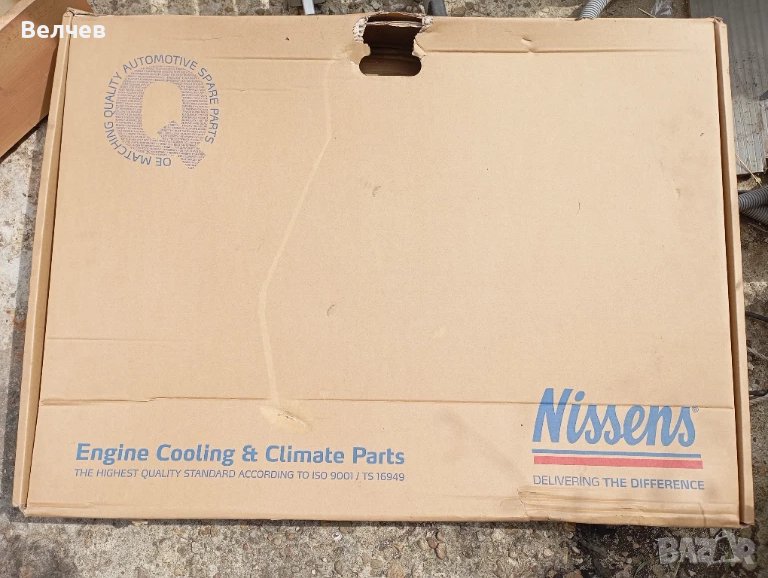 Велчев
OE MATCHING QUALITY AUTOMOTIVE SPARE PARTS
Q
Nissens®
Engine Cooling & Climate Parts
THE HIGHEST QUALITY STANDARD ACCORDING TO ISO 9001 / TS 16949
DELIVERING THE DIFFERENCE
BAZAR